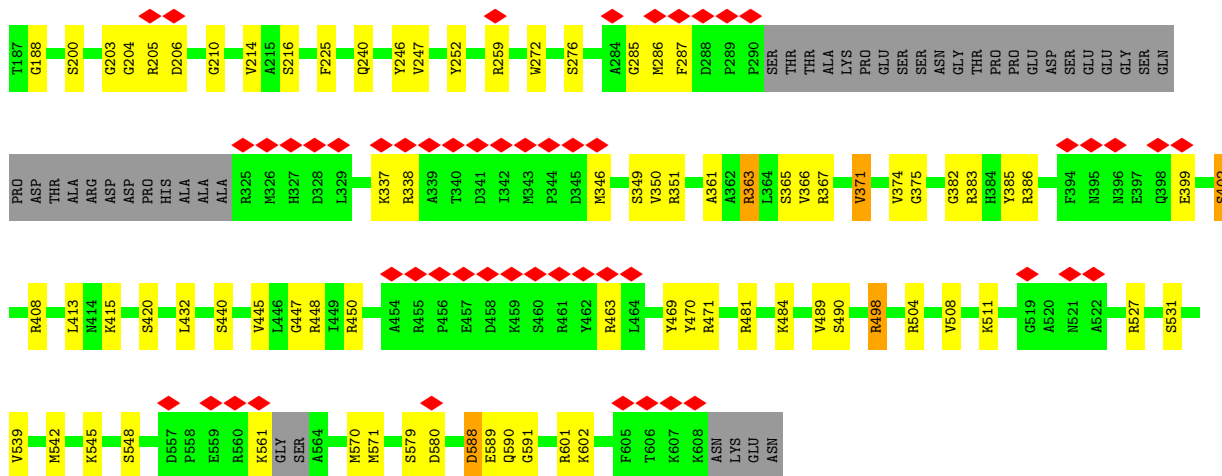 T187 G188 S200 G203 G204 R205 D206 G210 V214 A215 S216 F225 Q240 Y246 V247 Y252 R259 W272 S276 A284 G285 M286 F287 D288 P289 P290 SER THR THR ALA LYS PRO GLU SER SER ASN GLY THR PRO PRO GLU ASP SER GLU GLU GLY SER GLN
PRO ASP THR ALA ARG ASP ASP PRO HIS ALA ALA ALA R325 M326 H327 D328 L329 K337 R338 A339 T340 D341 I342 M343 P344 D345 M346 S349 V350 R351 A361 A362 R363 L364 S365 V366 R367 V371 V374 G375 G382 R383 H384 Y385 R386 F394 N395 N396 E397 Q398 E399 S402
R408 L413 N414 K415 S420 L432 S440 V445 L446 G447 R448 I449 R450 A454 R455 P456 E457 D458 K459 S460 R461 Y462 R463 L464 Y469 Y470 R471 R481 K484 V489 S490 R498 R504 V508 K511 G519 A520 N521 A522 R527 S531
V539 M542 K545 S548 D557 P558 E559 R560 K561 GLY SER A564 M570 M571 S579 D580 D588 E589 Q590 G591 R601 K602 F605 T606 K607 K608 ASN LYS GLU ASN